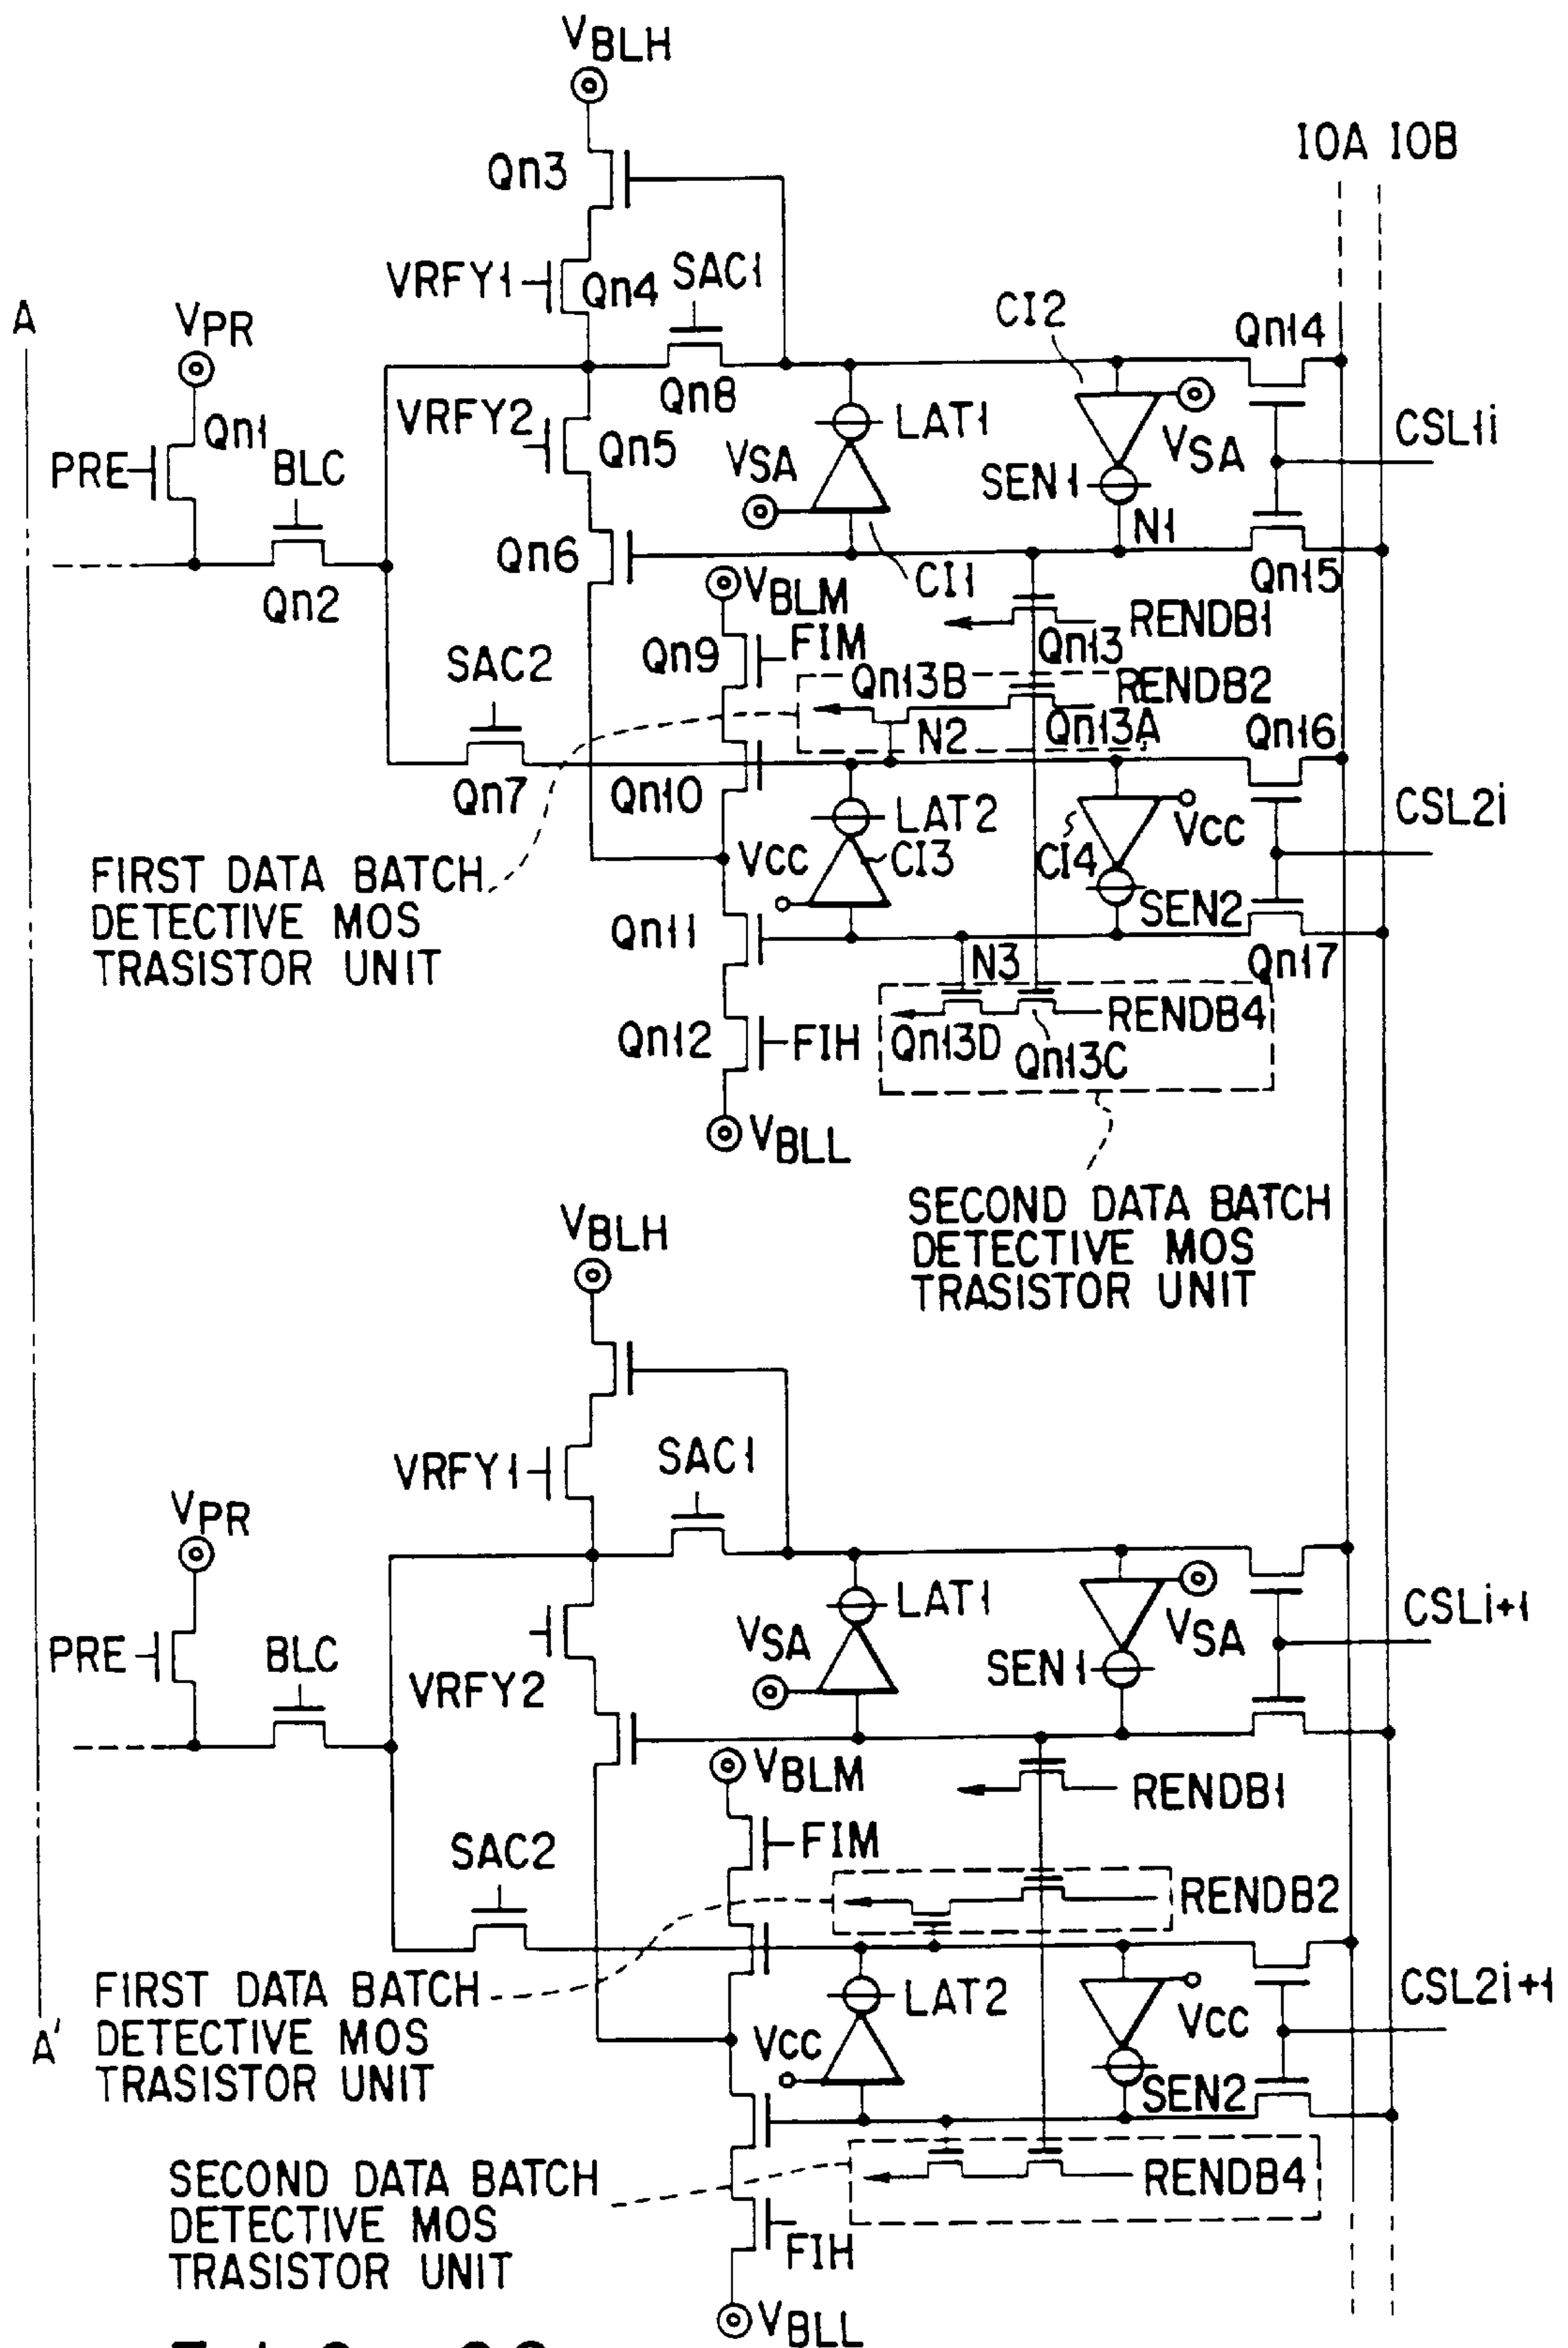 VBLH
IOA IOB
Qn3
VRFY1
Qn4
SAC1
CI2
Qn14
A
VPR
Qn8
CSL1i
VRFY2
Qn5
LAT1
VSA
Qn1
PRE
BLC
VSA
SEN1
N1
Qn6
Qn2
CI1
Qn15
VBLM
RENDB1
Qn9
FIM
Qn13
SAC2
Qn13B
RENDB2
N2
Qn13A
Qn16
Qn7
Qn10
LAT2
VCC
CSL2i
VCC
CI3
CI4
FIRST DATA BATCH
DETECTIVE MOS
TRASISTOR UNIT
Qn11
SEN2
N3
Qn17
Qn12
FIH
Qn13D
Qn13C
RENDB4
VBLL
SECOND DATA BATCH
DETECTIVE MOS
TRASISTOR UNIT
VBLH
VRFY1
SAC1
VPR
LAT1
CSLi+1
VSA
VSA
PRE
BLC
SEN1
VRFY2
VBLM
RENDB1
FIM
SAC2
RENDB2
FIRST DATA BATCH
DETECTIVE MOS
TRASISTOR UNIT
LAT2
VCC
CSL2i+1
A'
VCC
SEN2
SECOND DATA BATCH
DETECTIVE MOS
TRASISTOR UNIT
RENDB4
FIH
VBLL